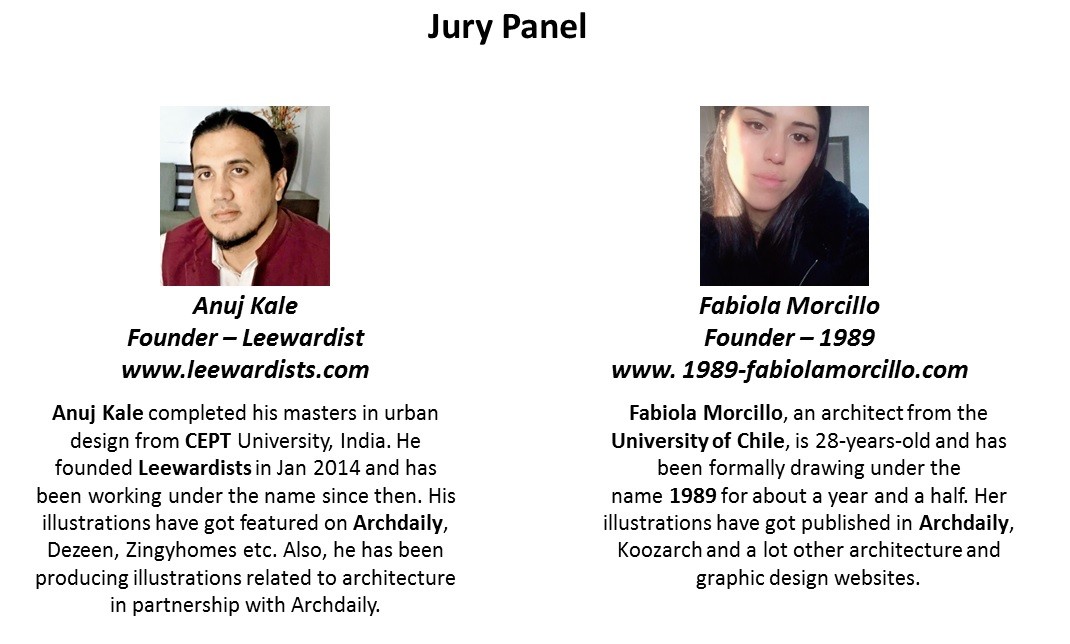 Jury Panel
Anuj Kale
Founder – Leewardist
www.leewardists.com
Anuj Kale completed his masters in urban
design from CEPT University, India. He
founded Leewardists in Jan 2014 and has
been working under the name since then. His
illustrations have got featured on Archdaily,
Dezeen, Zingyhomes etc. Also, he has been
producing illustrations related to architecture
in partnership with Archdaily.
Fabiola Morcillo
Founder – 1989
www. 1989-fabiolamorcillo.com
Fabiola Morcillo, an architect from the
University of Chile, is 28-years-old and has
been formally drawing under the
name 1989 for about a year and a half. Her
illustrations have got published in Archdaily,
Koozarch and a lot other architecture and
graphic design websites.